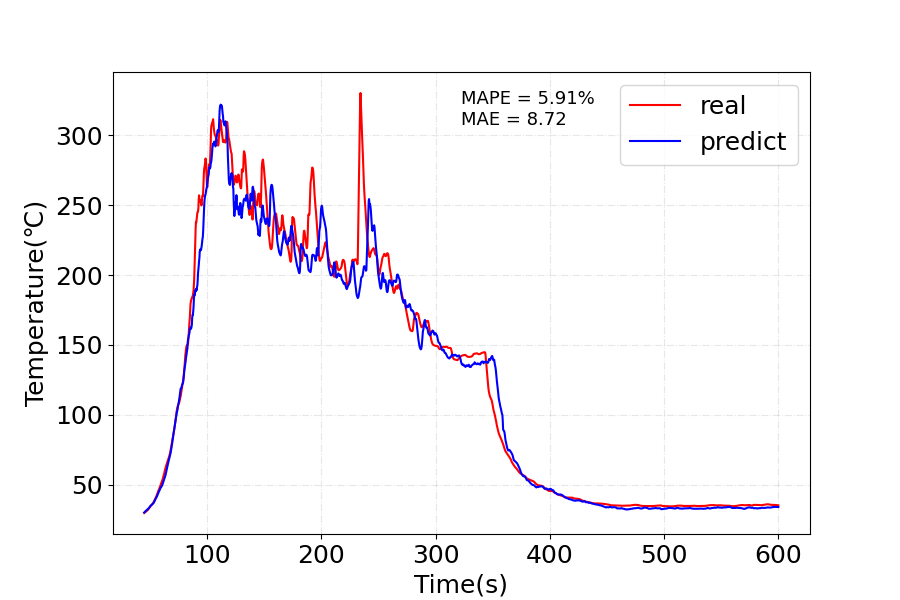 MAPE = 5.91%
MAE = 8.72
real
predict
300
250
200
150
100
50
Temperature(℃)
100 200 300 400 500 600
Time(s)